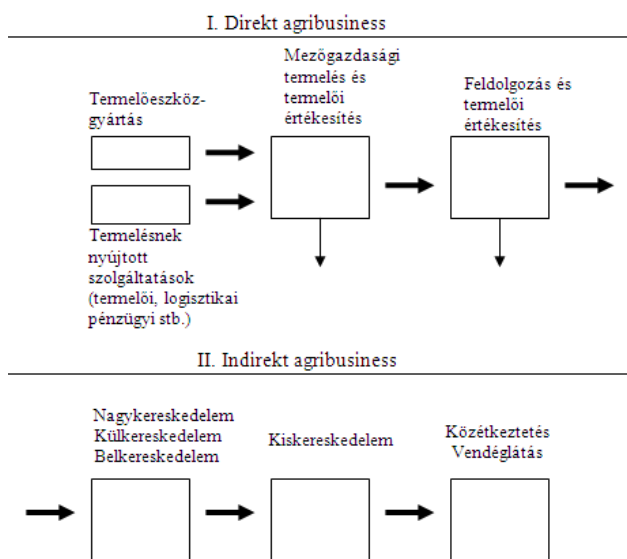 I. Direkt agribusiness
Termelőeszköz-
gyártás
Mezőgazdasági
termelés és
termelői
értékesítés
Feldolgozás és
termelői
értékesítés
Termelésnek
nyújtott
szolgáltatások
(termelői, logisztikai
pénzügyi stb.)
II. Indirekt agribusiness
Nagykereskedelem
Külkereskedelem
Belkereskedelem
Kiskereskedelem
Közétkeztetés
Vendéglátás